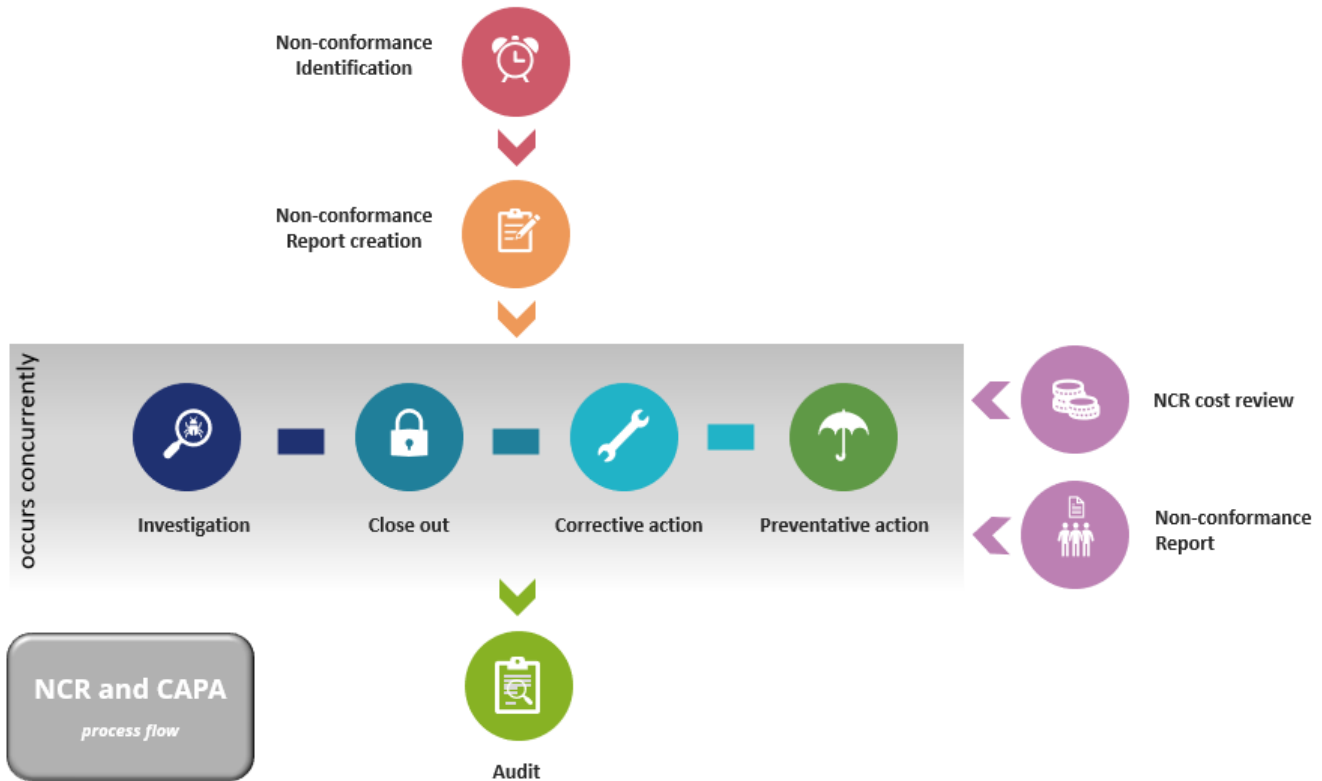 Non-conformance
Identification
Non-conformance
Report creation
occurs concurrently
Investigation
Close out
Corrective action
Preventative action
NCR cost review
Non-conformance
Report
NCR and CAPA
process flow
Audit